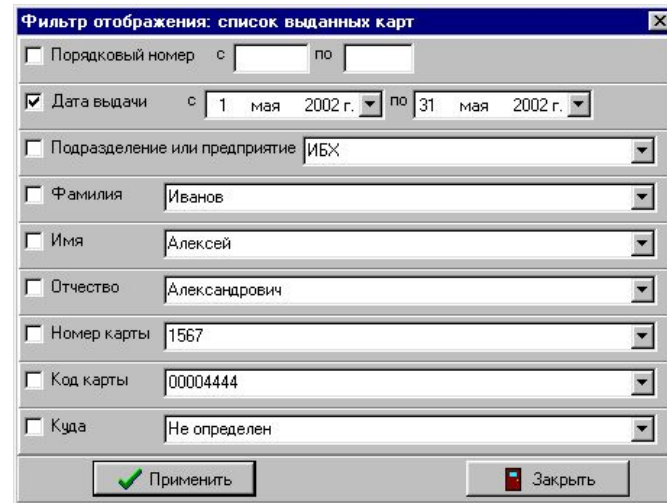 Фильтр отображения: список выданных карт
Порядковый номер с по
Дата выдачи с 1 мая 2002 г. по 31 мая 2002 г.
Подразделение или предприятие ИБХ
Фамилия Иванов
Имя Алексей
Отчество Александрович
Номер карты 1567
Код карты 00004444
Куда Не определен
Применить Закрыть